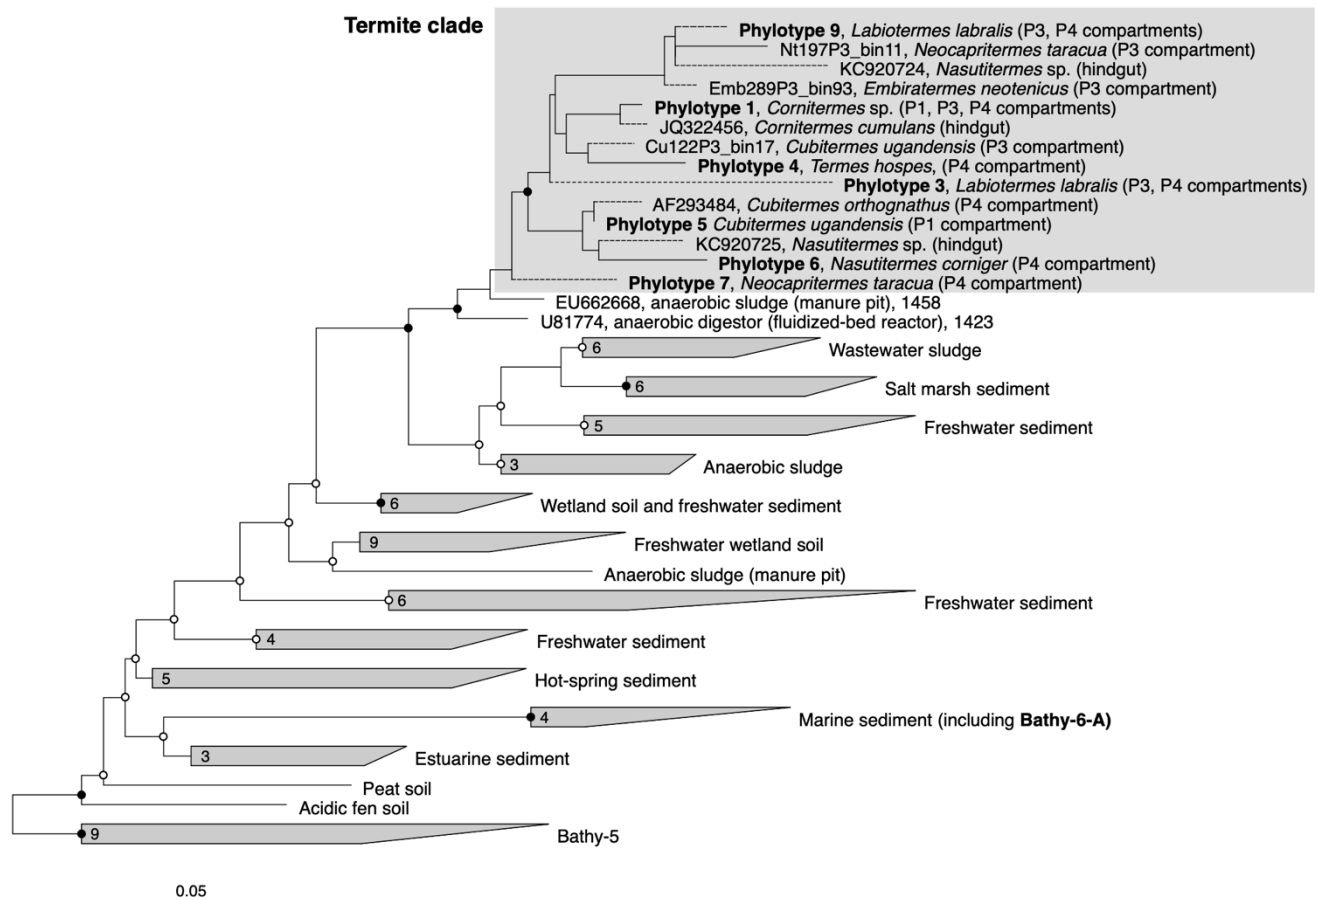 Termite clade
Phylotype 9, Labiotermes labralis (P3, P4 compartments)
Nt197P3_bin11, Neocapritermes taracua (P3 compartment)
KC920724, Nasutitermes sp. (hindgut)
Emb289P3_bin93, Embiratermes neotenicus (P3 compartment)
Phylotype 1, Cornitermes sp. (P1, P3, P4 compartments)
JQ322456, Cornitermes cumulans (hindgut)
Cu122P3_bin17, Cubitermes ugandensis (P3 compartment)
Phylotype 4, Termes hospes, (P4 compartment)
Phylotype 3, Labiotermes labralis (P3, P4 compartments)
AF293484, Cubitermes orthognathus (P4 compartment)
Phylotype 5 Cubitermes ugandensis (P1 compartment)
KC920725, Nasutitermes sp. (hindgut)
Phylotype 6, Nasutitermes corniger (P4 compartment)
Phylotype 7, Neocapritermes taracua (P4 compartment)
EU662668, anaerobic sludge (manure pit), 1458
U81774, anaerobic digestor (fluidized-bed reactor), 1423
6 Wastewater sludge
6 Salt marsh sediment
5 Freshwater sediment
3 Anaerobic sludge
6 Wetland soil and freshwater sediment
9 Freshwater wetland soil
Anaerobic sludge (manure pit)
6 Freshwater sediment
4 Freshwater sediment
5 Hot-spring sediment
4 Marine sediment (including Bathy-6-A)
3 Estuarine sediment
Peat soil
Acidic fen soil
9 Bathy-5
0.05